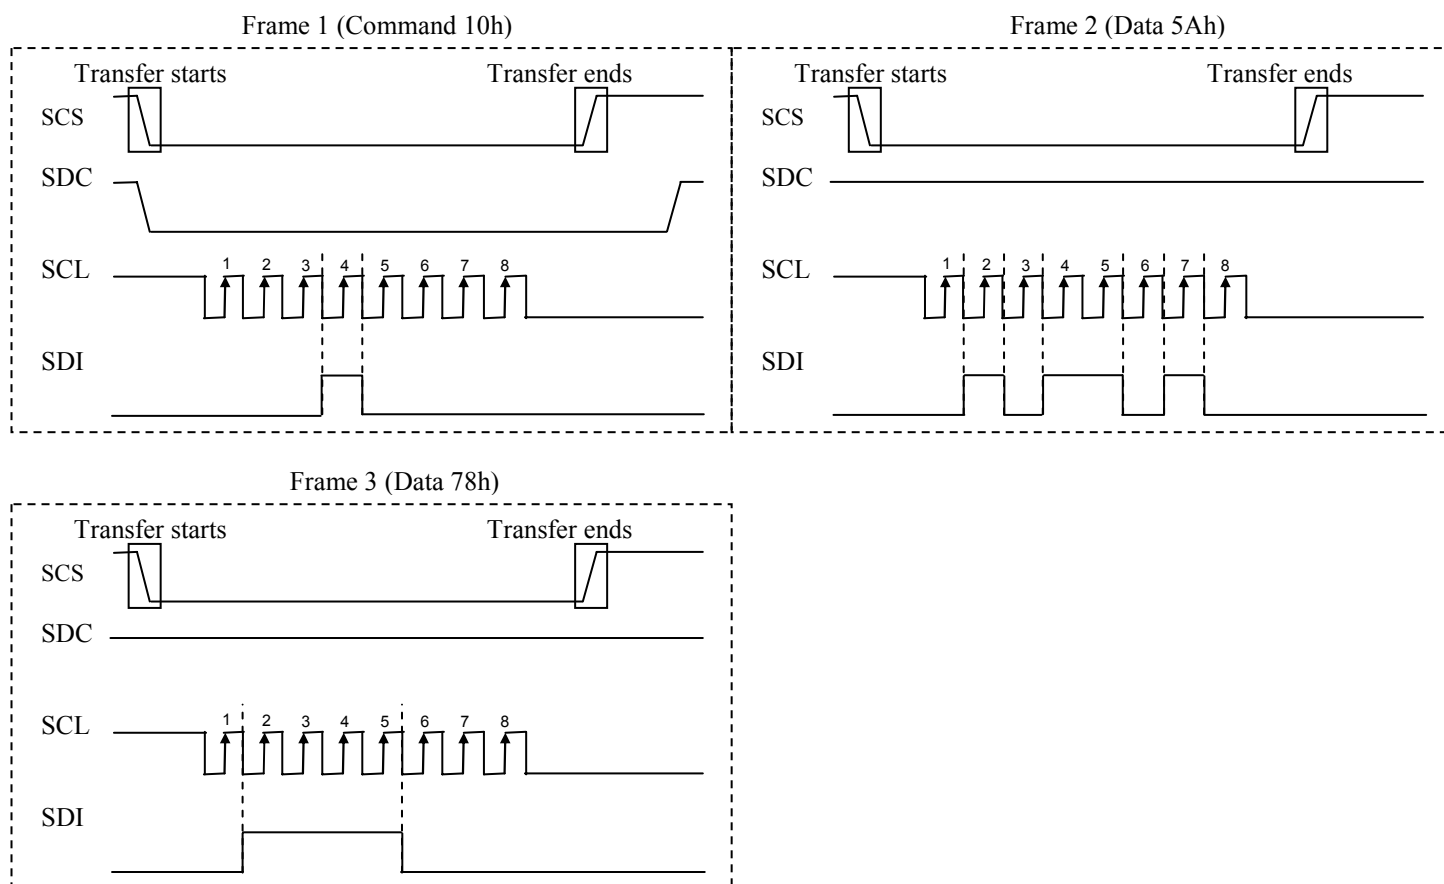 Frame 1 (Command 10h)
Transfer starts Transfer ends
SCS
SDC
SCL
1 2 3 4 5 6 7 8
SDI
Frame 2 (Data 5Ah)
Transfer starts Transfer ends
SCS
SDC
SCL
1 2 3 4 5 6 7 8
SDI
Frame 3 (Data 78h)
Transfer starts Transfer ends
SCS
SDC
SCL
1 2 3 4 5 6 7 8
SDI